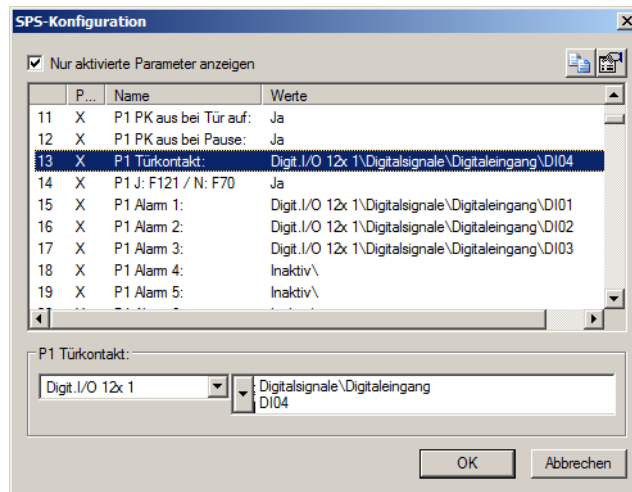 SPS-Konfiguration
Nur aktivierte Parameter anzeigen
P... Name Werte
11 X P1 PK aus bei Tür auf: Ja
12 X P1 PK aus bei Pause: Ja
13 X P1 Türkontakt: Digit.I/O 12x 1\Digitalsignale\Digitaleingang\DI04
14 X P1 J: F121 / N: F70 Ja
15 X P1 Alarm 1: Digit.I/O 12x 1\Digitalsignale\Digitaleingang\DI01
16 X P1 Alarm 2: Digit.I/O 12x 1\Digitalsignale\Digitaleingang\DI02
17 X P1 Alarm 3: Digit.I/O 12x 1\Digitalsignale\Digitaleingang\DI03
18 X P1 Alarm 4: Inaktiv\
19 X P1 Alarm 5: Inaktiv\
P1 Türkontakt:
Digit.I/O 12x 1 Digitalsignale\Digitaleingang
DI04
OK Abbrechen